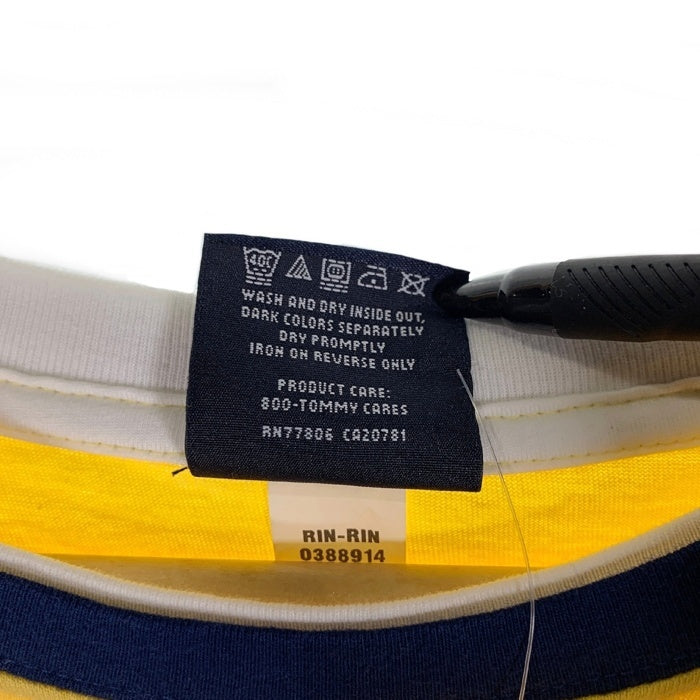 40C
WASH AND DRY INSIDE OUT,
DARK COLORS SEPARATELY
DRY PROMPTLY
IRON ON REVERSE ONLY
PRODUCT CARE:
800-TOMMY CARES
RN77806 CA20781
RIN-RIN
0388914